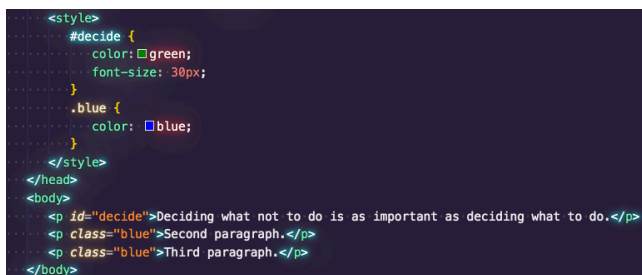 <style>
#decide {
color: green;
font-size: 30px;
}
.blue {
color: blue;
}
</style>
</head>
<body>
<p id="decide">Deciding what not to do is as important as deciding what to do.</p>
<p class="blue">Second paragraph.</p>
<p class="blue">Third paragraph.</p>
</body>